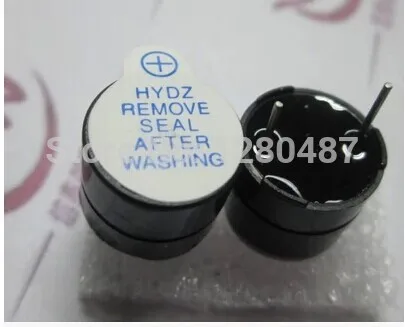 HYDZ
REMOVE
SEAL
AFTER
WASHING
280487